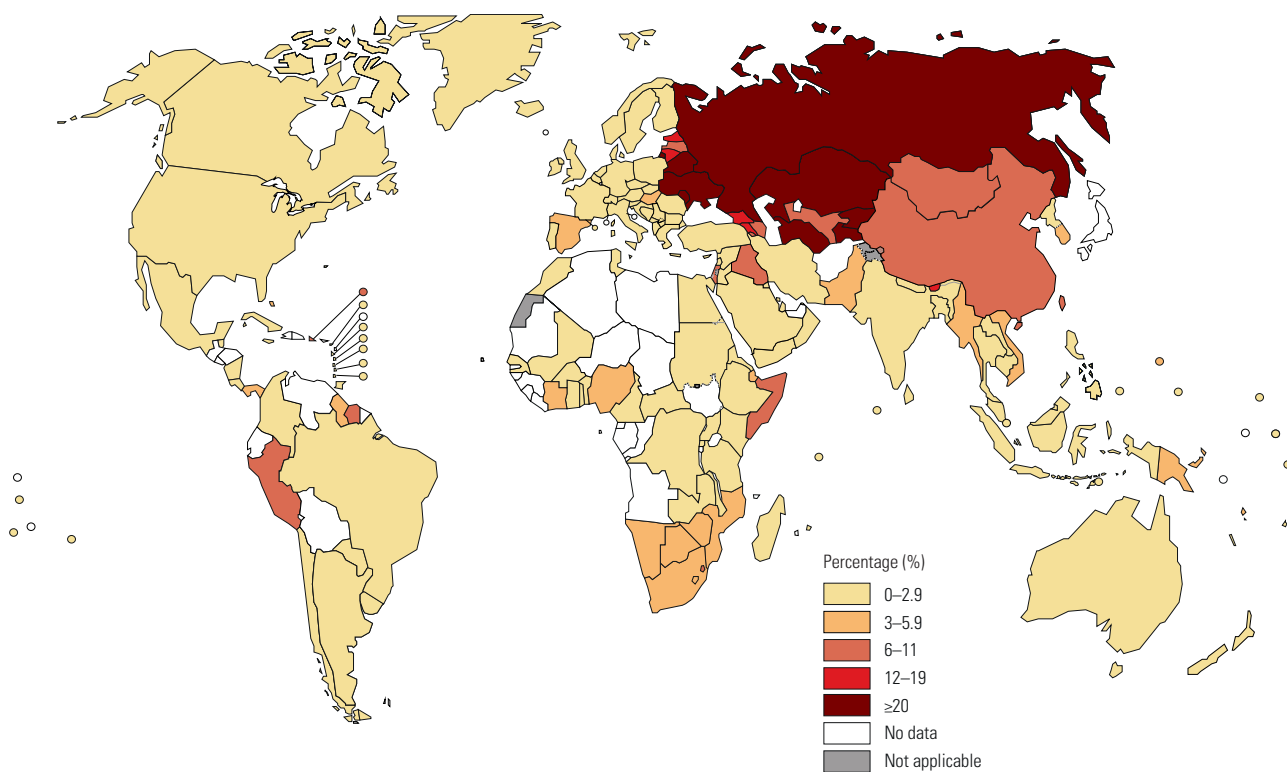 Percentage (%)
0–2.9
3–5.9
6–11
12–19
≥20
No data
Not applicable